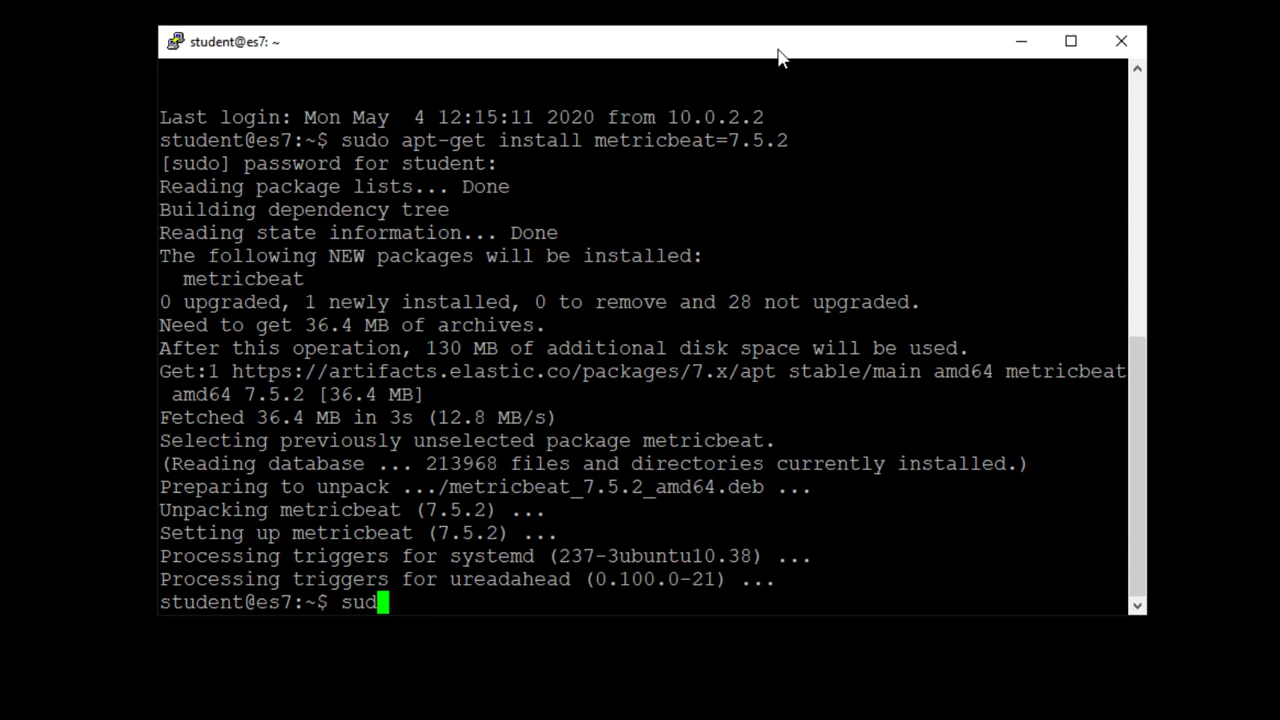 student@es7: ~
Last login: Mon May  4 12:15:11 2020 from 10.0.2.2
student@es7:~$ sudo apt-get install metricbeat=7.5.2
[sudo] password for student:
Reading package lists... Done
Building dependency tree
Reading state information... Done
The following NEW packages will be installed:
  metricbeat
0 upgraded, 1 newly installed, 0 to remove and 28 not upgraded.
Need to get 36.4 MB of archives.
After this operation, 130 MB of additional disk space will be used.
Get:1 https://artifacts.elastic.co/packages/7.x/apt stable/main amd64 metricbeat
 amd64 7.5.2 [36.4 MB]
Fetched 36.4 MB in 3s (12.8 MB/s)
Selecting previously unselected package metricbeat.
(Reading database ... 213968 files and directories currently installed.)
Preparing to unpack .../metricbeat_7.5.2_amd64.deb ...
Unpacking metricbeat (7.5.2) ...
Setting up metricbeat (7.5.2) ...
Processing triggers for systemd (237-3ubuntu10.38) ...
Processing triggers for ureadahead (0.100.0-21) ...
student@es7:~$ sud